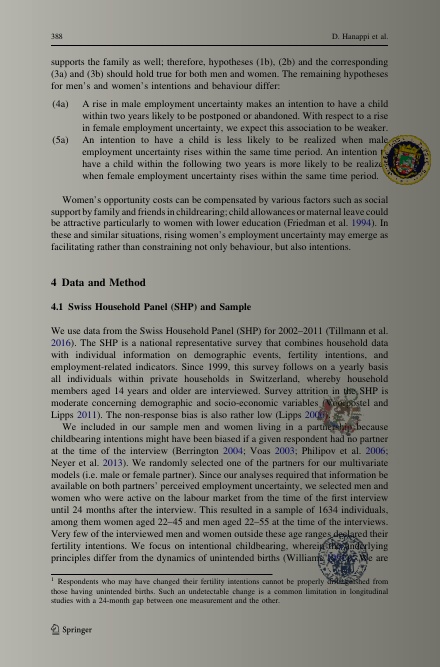 388 D. Hanappi et al.
supports the family as well; therefore, hypotheses (1b), (2b) and the corresponding
(3a) and (3b) should hold true for both men and women. The remaining hypotheses
for men's and women's intentions and behaviour differ:
(4a) A rise in male employment uncertainty makes an intention to have a child
within two years likely to be postponed or abandoned. With respect to a rise
in female employment uncertainty, we expect this association to be weaker.
(5a) An intention to have a child is less likely to be realized when male
employment uncertainty rises within the same time period. An intention
have a child within the following two years is more likely to be realized
when female employment uncertainty rises within the same time period.
Women's opportunity costs can be compensated by various factors such as social
support by family and friends in childrearing; child allowances or maternal leave could
be attractive particularly to women with lower education (Friedman et al. 1994). In
these and similar situations, rising women's employment uncertainty may emerge as
facilitating rather than constraining not only behaviour, but also intentions.
4 Data and Method
4.1 Swiss Household Panel (SHP) and Sample
We use data from the Swiss Household Panel (SHP) for 2002–2011 (Tillmann et al.
2016). The SHP is a national representative survey that combines household data
with individual information on demographic events, fertility intentions, and
employment-related indicators. Since 1999, this survey follows on a yearly basis
all individuals within private households in Switzerland, whereby household
members aged 14 years and older are interviewed. Survey attrition in the SHP is
moderate concerning demographic and socio-economic variables (Voorpostel and
Lipps 2011). The non-response bias is also rather low (Lipps
We included in our sample men and women living in a partnership because
childbearing intentions might have been biased if a given respondent had no partner
at the time of the interview (Berrington 2004; Voas 2003; Philipov et al. 2006;
Neyer et al. 2013). We randomly selected one of the partners for our multivariate
models (i.e. male or female partner). Since our analyses required that information be
available on both partners' perceived employment uncertainty, we selected men and
women who were active on the labour market from the time of the first interview
until 24 months after the interview. This resulted in a sample of 1634 individuals,
among them women aged 22–45 and men aged 22–55 at the time of the interviews.
Very few of the interviewed men and women outside these age ranges declared their
fertility intentions. We focus on intentional childbearing, wherein the underlying
principles differ from the dynamics of unintended births (Williams We are
1 Respondents who may have changed their fertility intentions cannot be properly distinguished from
those having unintended births. Such an undetectable change is a common limitation in longitudinal
studies with a 24-month gap between one measurement and the other.
Springer